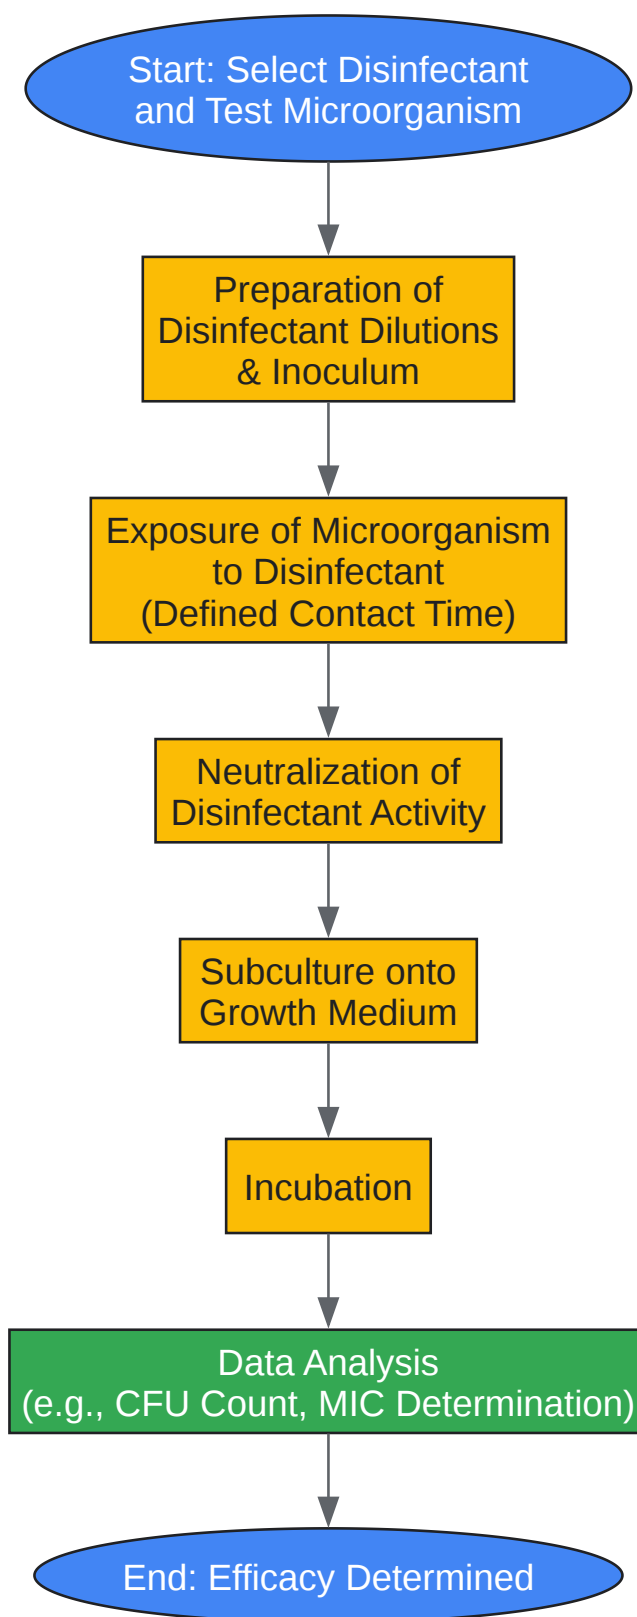 Start: Select Disinfectant
and Test Microorganism
Preparation of
Disinfectant Dilutions
& Inoculum
Exposure of Microorganism
to Disinfectant
(Defined Contact Time)
Neutralization of
Disinfectant Activity
Subculture onto
Growth Medium
Incubation
Data Analysis
(e.g., CFU Count, MIC Determination)
End: Efficacy Determined